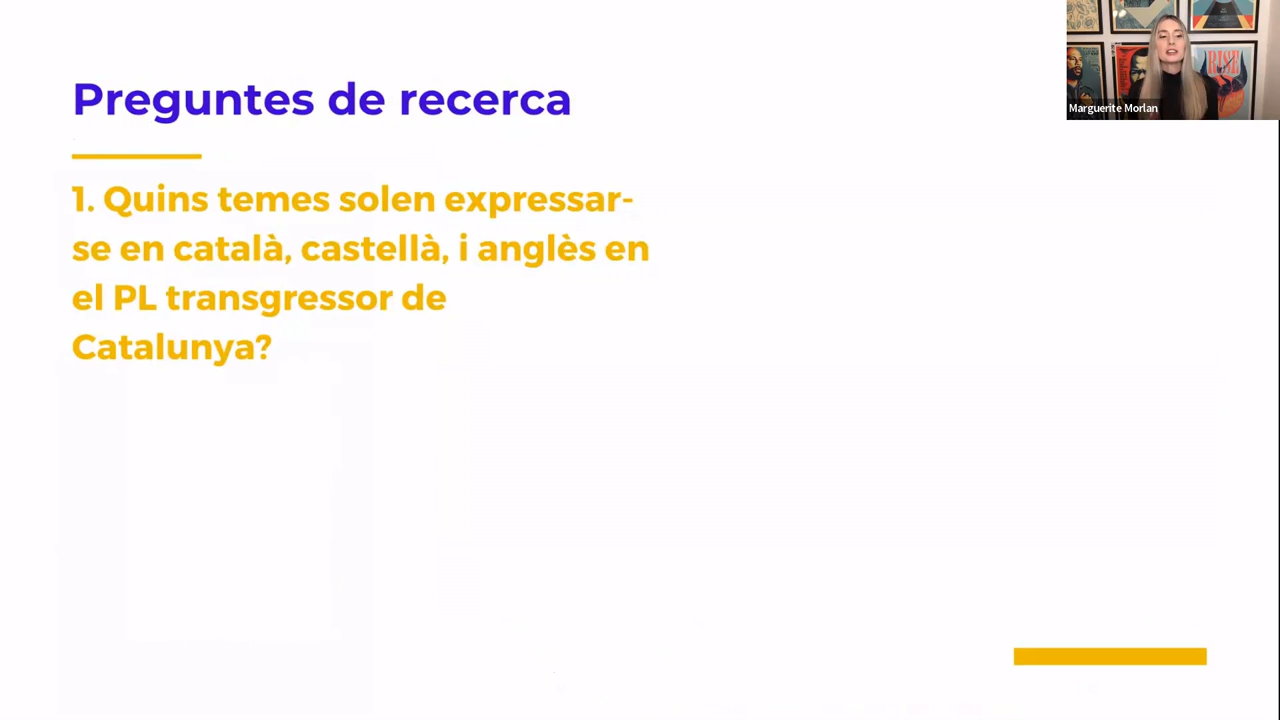 Preguntes de recerca
1. Quins temes solen expressar-
se en català, castellà, i anglès en
el PL transgressor de
Catalunya?
Marguerite Morlan
RISE